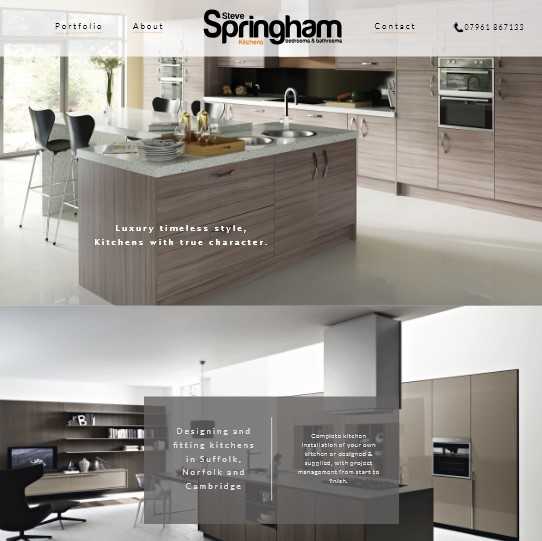 Portfolio
About
Steve
Springham
Kitchens bedrooms & bathrooms
Contact
07961 867133
Luxury timeless style,
Kitchens with true character.
B
Designing and
fitting kitchens
in Suffolk,
Norfolk and
Cambridge
Complete kitchen
installation of your own
kitchen or designed &
supplied, with project
management from start to
finish.